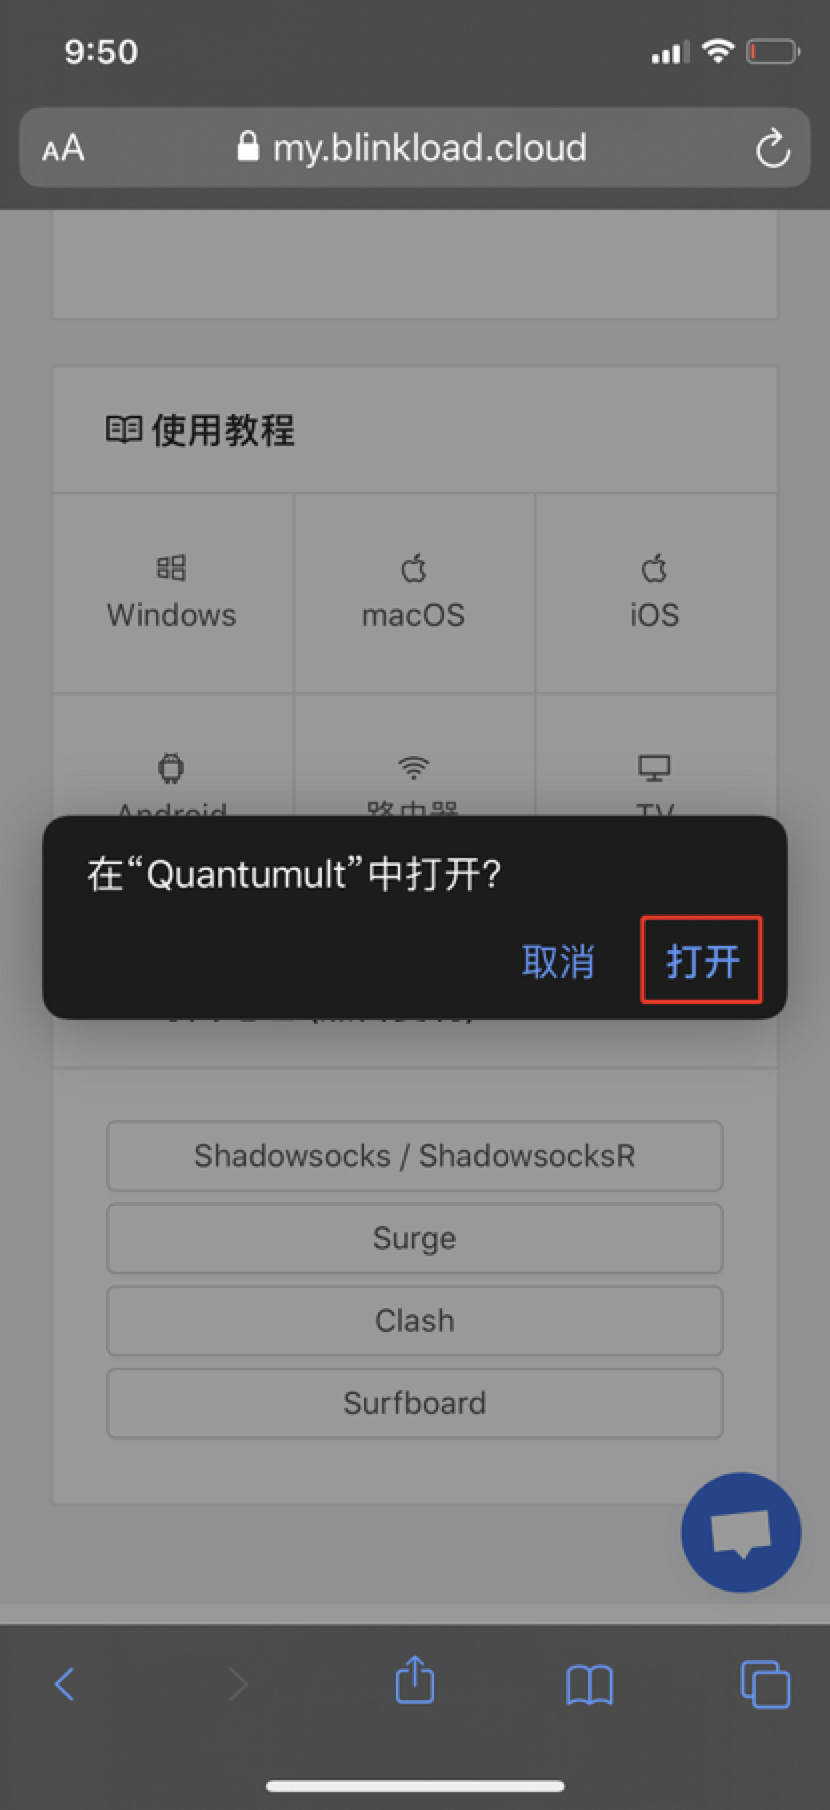 9:50
AA
my.blinkload.cloud
使用教程
Windows
macOS
iOS
Android
路由器
TV
在“Quantumult”中打开?
取消
打开
Shadowsocks / ShadowsocksR
Surge
Clash
Surfboard